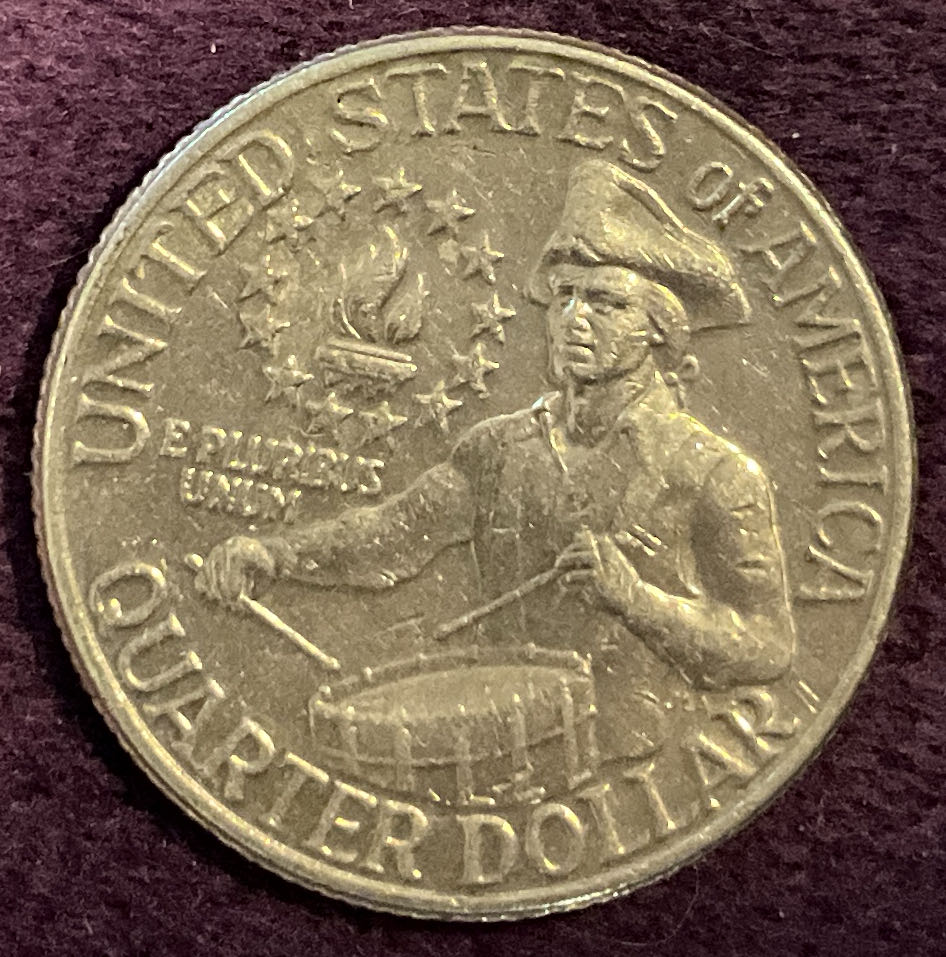 UNITED STATES of AMERICA
E PLURIBUS
UNUM
QUARTER DOLLAR